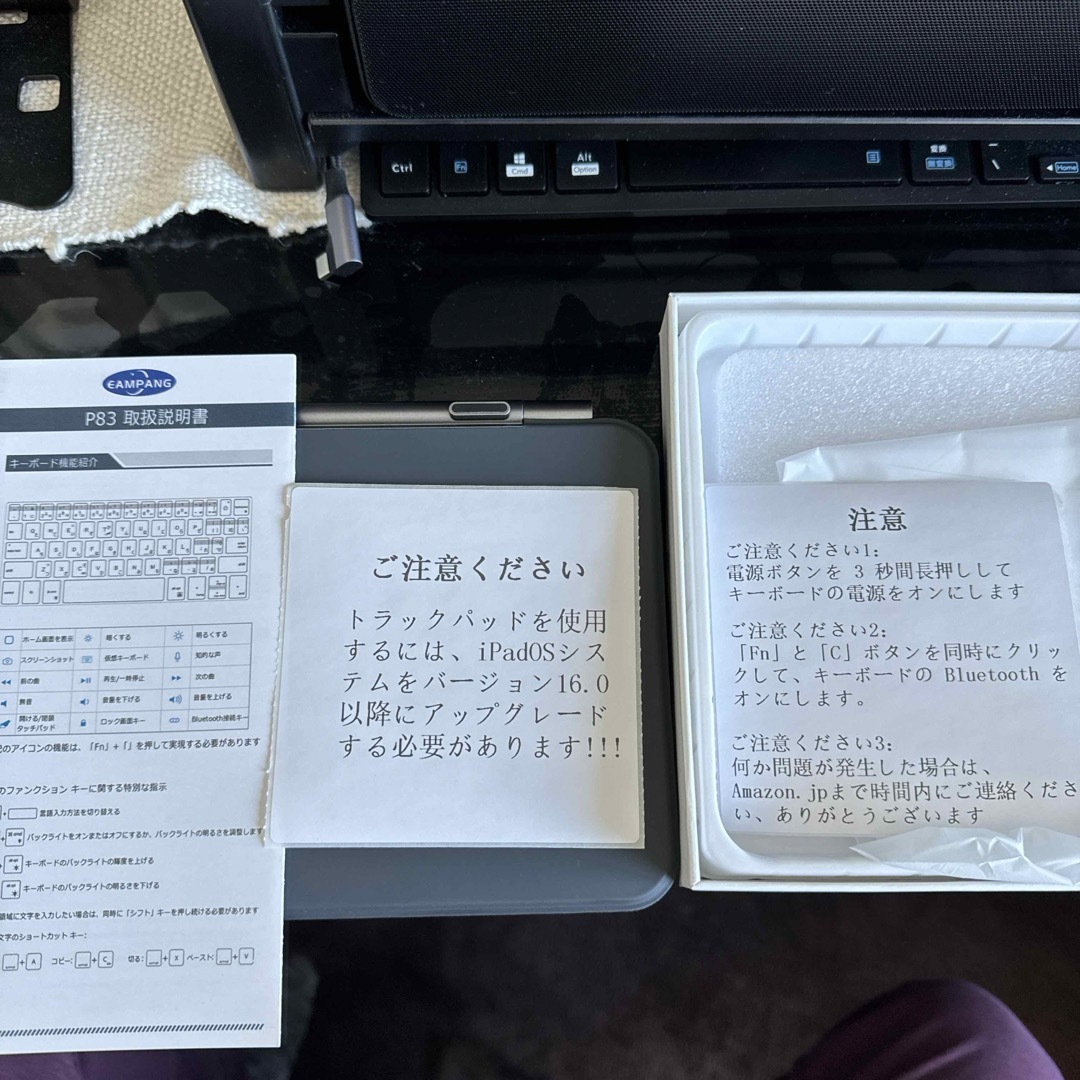 Ctrl
Fn
Cmd
Alt
Option
変換
無変換
\
◀ Home
EAMPANG
P83 取扱説明書
キーボード機能紹介
ホーム画面を表示 暗くする 明るくする
スクリーンショット 仮想キーボード 知的な声
前の曲 再生/一時停止 次の曲
無音 音量を下げる 音量を上げる
開ける/閉鎖
タッチパッド ロック画面キー Bluetooth接続キー
のアイコンの機能は、「Fn」+「」を押して実現する必要があります
のファンクション キーに関する特別な指示
+ 言語入力方法を切り替える
+ バックライトをオンまたはオフにするか、バックライトの明るさを調整します
+ キーボードのバックライトの輝度を上げる
キーボードのバックライトの明るさを下げる
領域に文字を入力したい場合は、同時に「シフト」キーを押し続ける必要があります
文字のショートカット キー:
+ A コピー: + C 切る: + X ペースト: + V
ご注意ください
トラックパッドを使用
するには、iPadOSシス
テムをバージョン16.0
以降にアップグレード
する必要があります!!!
注意
ご注意ください1:
電源ボタンを 3 秒間長押しして
キーボードの電源をオンにします
ご注意ください2:
「Fn」と「C」ボタンを同時にクリッ
クして、キーボードの Bluetooth を
オンにします。
ご注意ください3:
何か問題が発生した場合は、
Amazon.jpまで時間内にご連絡くださ
い、ありがとうございます